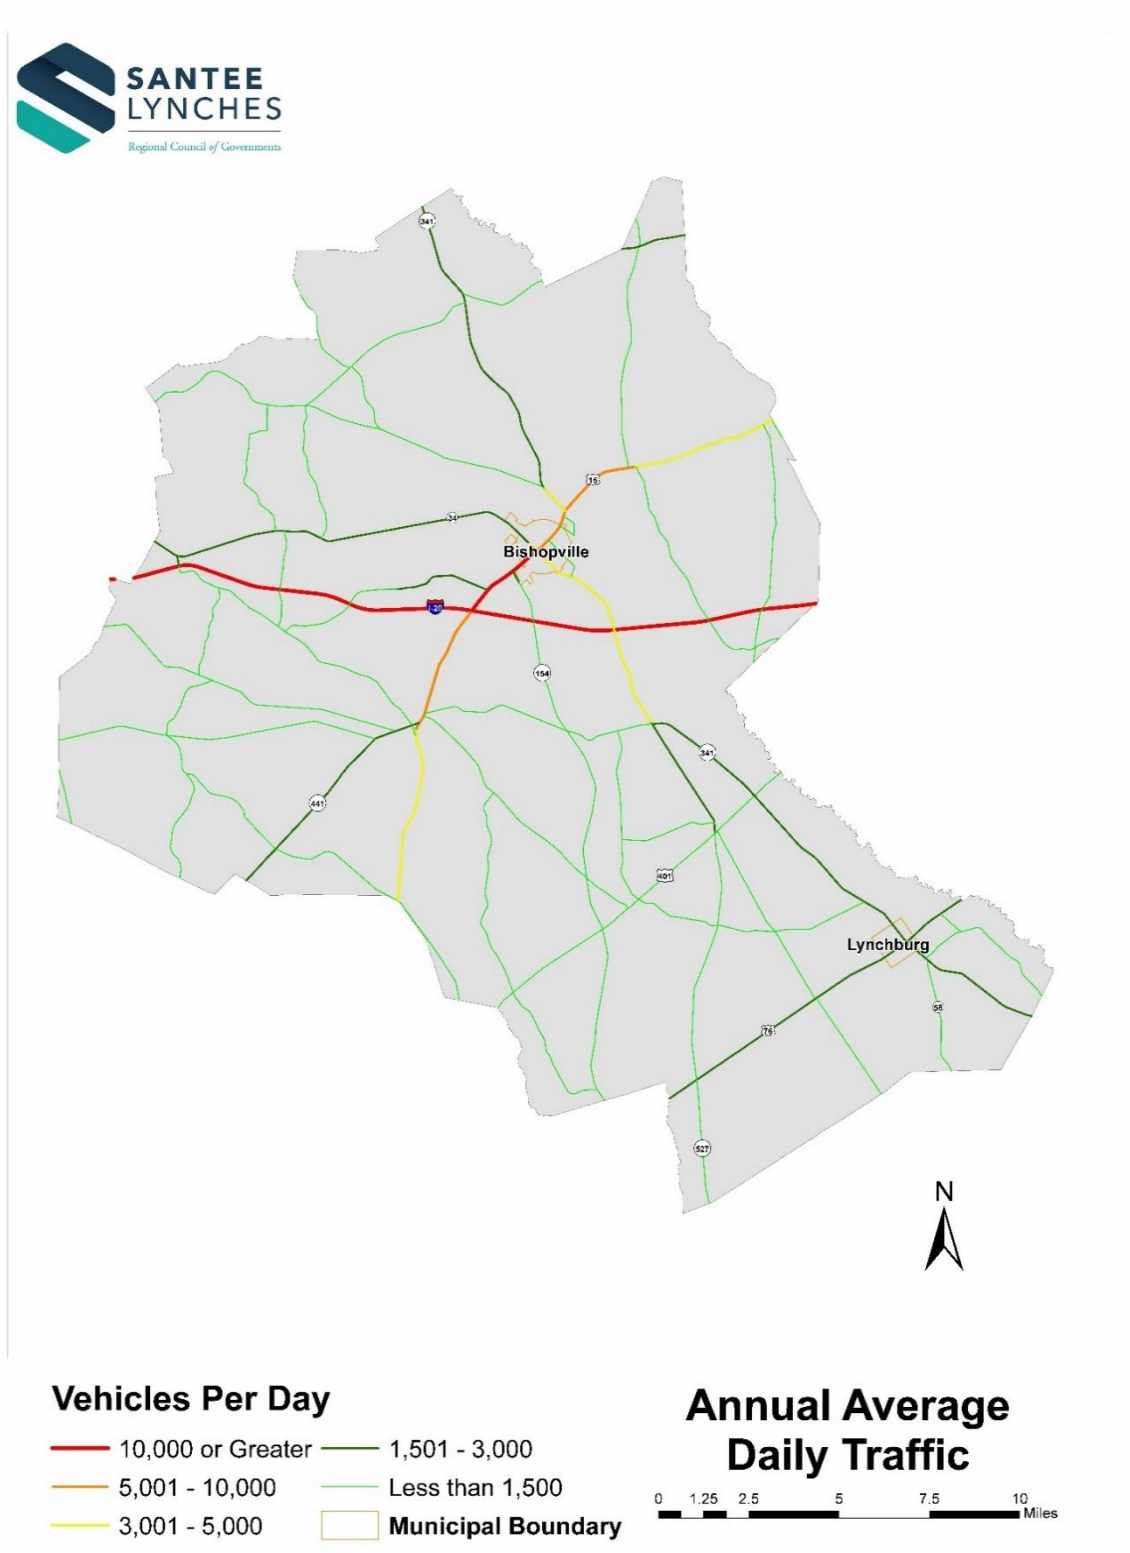 SANTEE
LYNCHES
Regional Council of Governments
341
15
34
Bishopville
I-20
154
341
441
401
Lynchburg
58
76
527
N
Vehicles Per Day
10,000 or Greater
5,001 - 10,000
3,001 - 5,000
1,501 - 3,000
Less than 1,500
Municipal Boundary
Annual Average
Daily Traffic
0 1.25 2.5 5 7.5 10
Miles